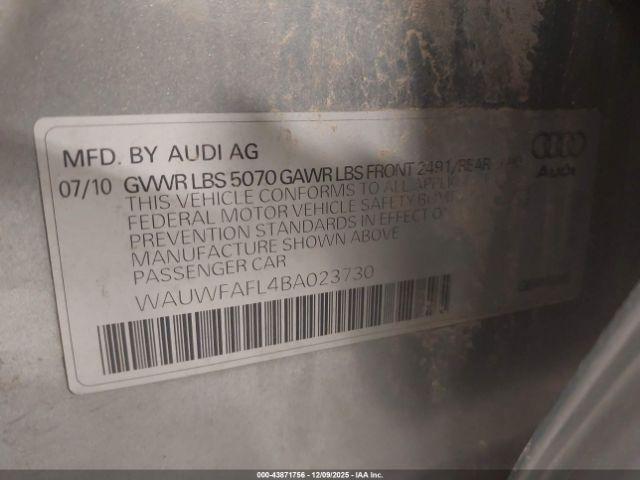 MFD. BY AUDI AG
07/10 GVWR LBS 5070 GAWR LBS FRONT 2491/REAR
THIS VEHICLE CONFORMS TO ALL
FEDERAL MOTOR VEHICLE SAFETY
PREVENTION STANDARDS IN EFFECT
MANUFACTURE SHOWN ABOVE
PASSENGER CAR
WAUWFAFL4BA023730
Audi
000-43871756 - 12/09/2025 - IAA Inc.